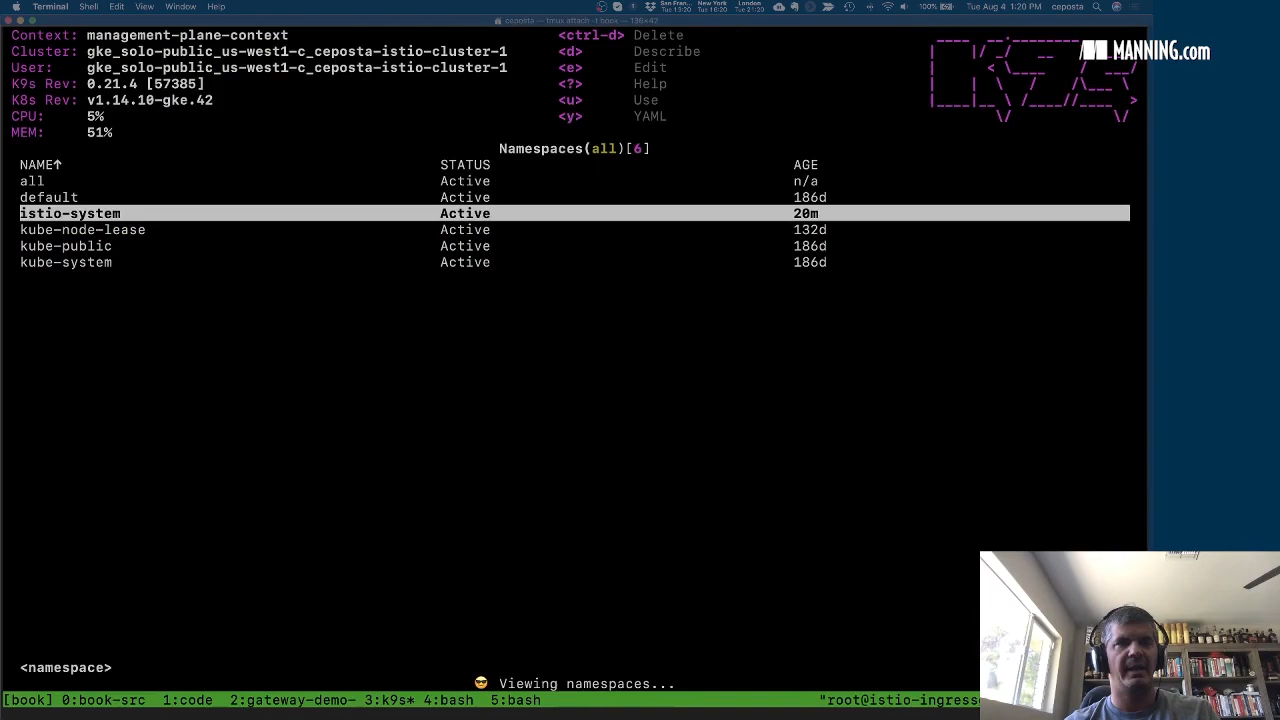 Terminal Shell Edit View Window Help
San Fran... Tue 13:20 New York Tue 16:20 London Tue 21:20 100% Tue Aug 4 1:20 PM ceposta
ceposta — tmux attach -t book — 136×42
Context: management-plane-context <ctrl-d> Delete
Cluster: gke_solo-public_us-west1-c_ceposta-istio-cluster-1 <d> Describe
User: gke_solo-public_us-west1-c_ceposta-istio-cluster-1 <e> Edit
K9s Rev: 0.21.4 [57385] <?> Help
K8s Rev: v1.14.10-gke.42 <u> Use
CPU: 5% <y> YAML
MEM: 51%
K9s
MANNING.com
Namespaces(all)[6]
NAME↑ STATUS AGE
all Active n/a
default Active 186d
istio-system Active 20m
kube-node-lease Active 132d
kube-public Active 186d
kube-system Active 186d
<namespace>
😎 Viewing namespaces...
[book] 0:book-src 1:code 2:gateway-demo- 3:k9s* 4:bash 5:bash "root@istio-ingress